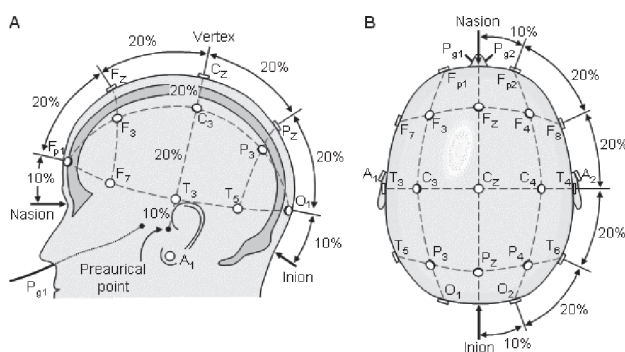 A
Vertex
20%
20%
Fz
Cz
20%
20%
20%
Fp1
F3
C3
P3
Pz
20%
20%
10%
F7
T3
T5
O1
Nasion
10%
10%
Preaurical
point
A1
Inion
Pg1
B
Nasion
10%
Pg1
Pg2
20%
Fp1
Fp2
F7
F3
Fz
F4
F8
20%
A1
T3
C3
Cz
C4
T4
A2
20%
T5
P3
Pz
P4
T6
O1
O2
20%
Inion
10%